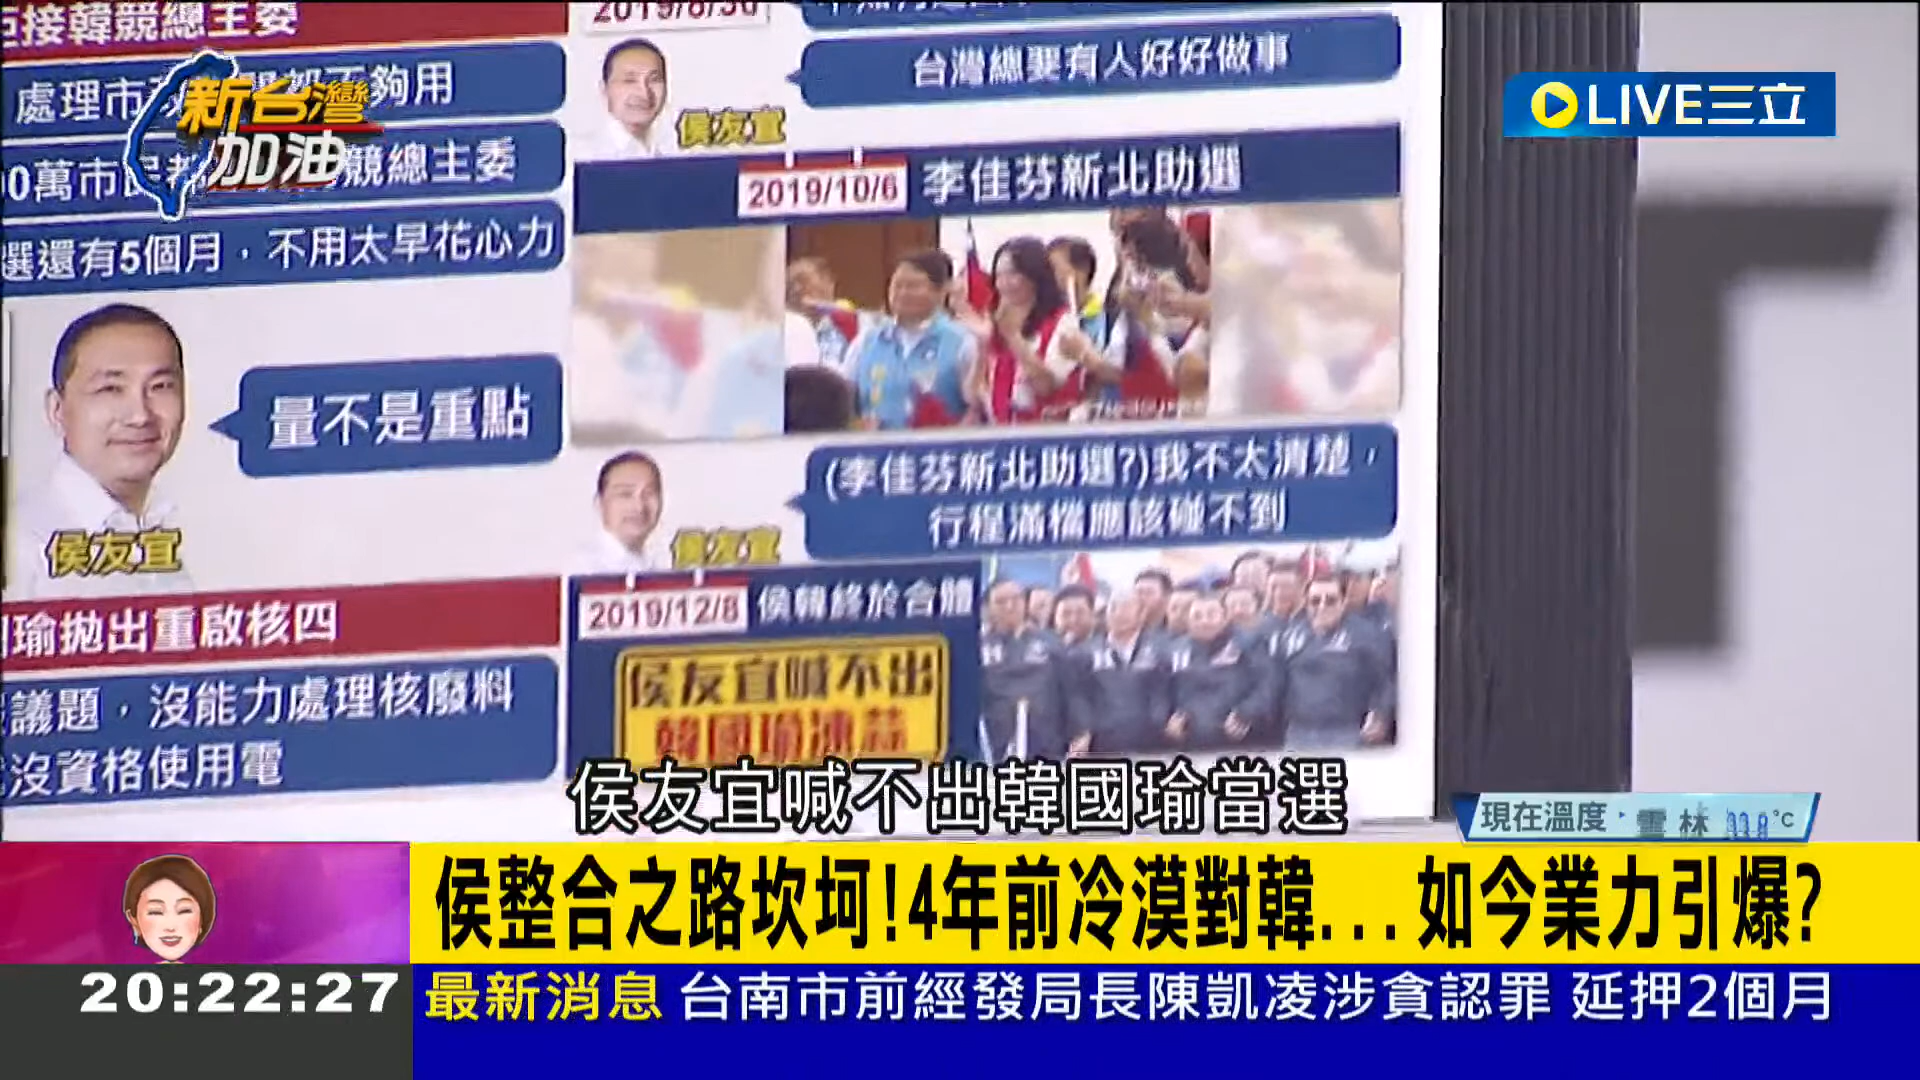 拒接韓競總主委
處理市
都不夠用
0萬市民都
競總主委
選還有5個月，不用太早花心力
量不是重點
侯友宜
瑜拋出重啟核四
議題，沒能力處理核廢料
沒資格使用電
2019/8/30
台灣總要有人好好做事
侯友宜
2019/10/6 李佳芬新北助選
(李佳芬新北助選?)我不太清楚，
行程滿檔應該碰不到
侯友宜
2019/12/8 侯韓終於合體
侯友宜喊不出
韓國瑜凍蒜
新台灣
加油
LIVE三立
侯友宜喊不出韓國瑜當選
現在溫度 雲林 °C
侯整合之路坎坷!4年前冷漠對韓...如今業力引爆?
20:22:27
最新消息 台南市前經發局長陳凱凌涉貪認罪 延押2個月